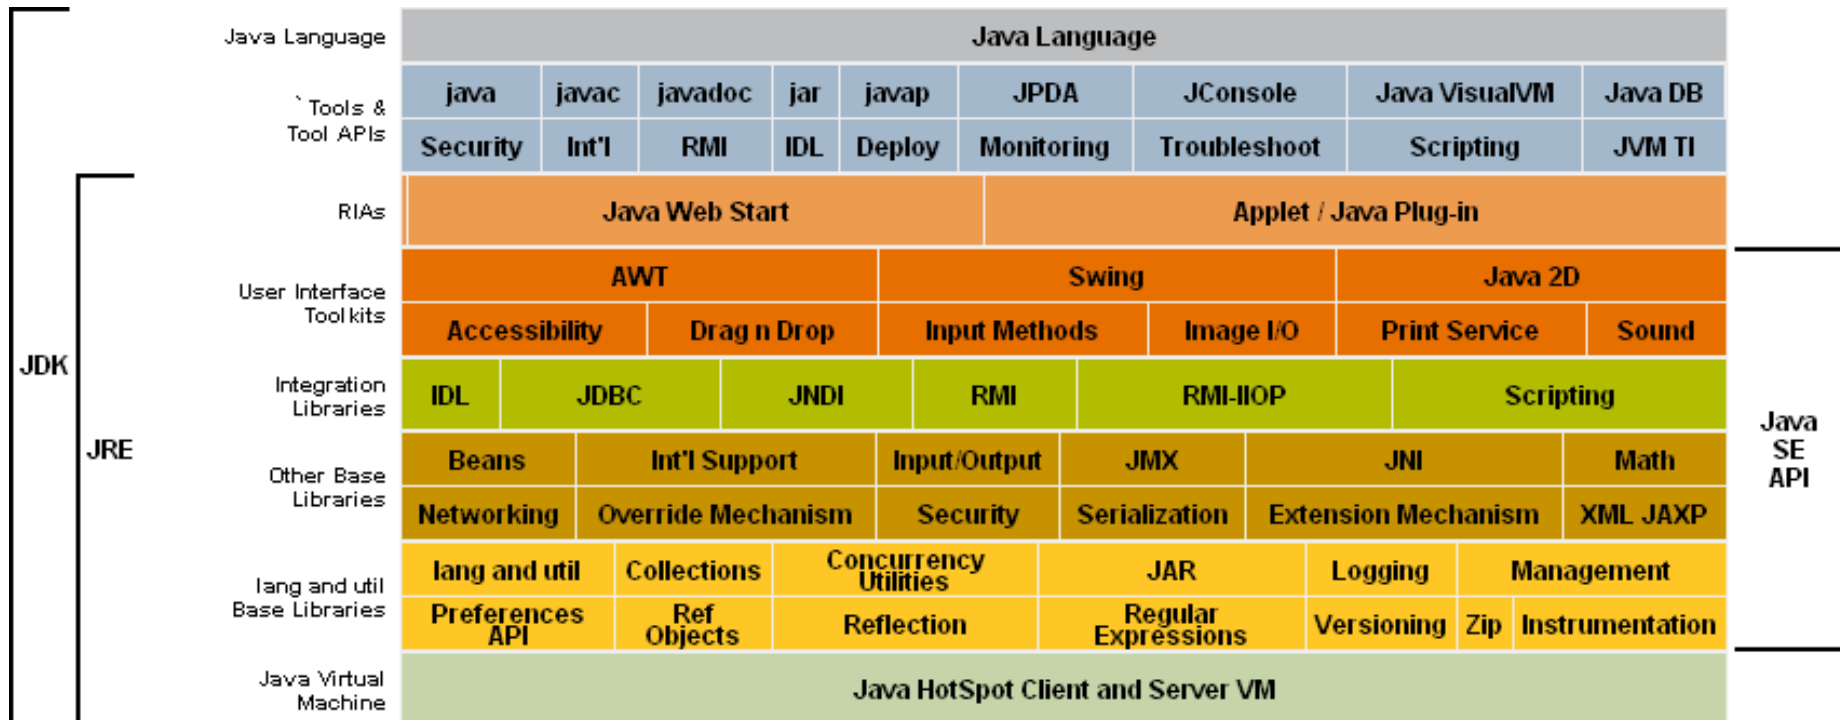 Java Language
Java Language
` Tools &
Tool APIs
java javac javadoc jar javap JPDA JConsole Java VisualVM Java DB
Security Int'l RMI IDL Deploy Monitoring Troubleshoot Scripting JVM TI
RIAs
Java Web Start Applet / Java Plug-in
User Interface
Toolkits
AWT Swing Java 2D
Accessibility Drag n Drop Input Methods Image I/O Print Service Sound
JDK
Integration
Libraries
IDL JDBC JNDI RMI RMI-IIOP Scripting
JRE
Other Base
Libraries
Beans Int'l Support Input/Output JMX JNI Math
Networking Override Mechanism Security Serialization Extension Mechanism XML JAXP
Java
SE
API
lang and util
Base Libraries
lang and util Collections Concurrency
Utilities JAR Logging Management
Preferences
API Ref
Objects Reflection Regular
Expressions Versioning Zip Instrumentation
Java Virtual
Machine
Java HotSpot Client and Server VM